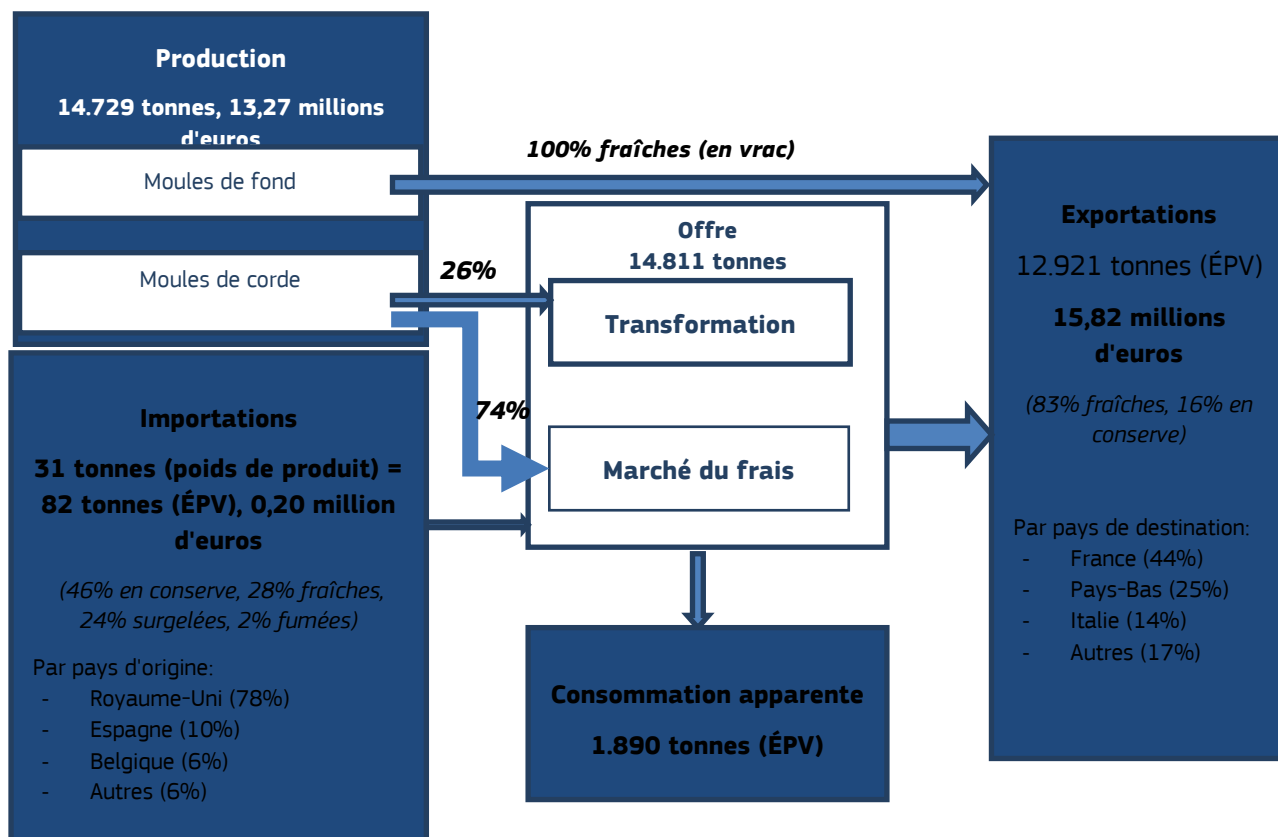 Production
14.729 tonnes, 13,27 millions
d'euros
Moules de fond
Moules de corde
100% fraîches (en vrac)
26%
74%
Offre
14.811 tonnes
Transformation
Marché du frais
Importations
31 tonnes (poids de produit) =
82 tonnes (ÉPV), 0,20 million
d'euros
(46% en conserve, 28% fraîches,
24% surgelées, 2% fumées)
Par pays d'origine:
- Royaume-Uni (78%)
- Espagne (10%)
- Belgique (6%)
- Autres (6%)
Consommation apparente
1.890 tonnes (ÉPV)
Exportations
12.921 tonnes (ÉPV)
15,82 millions
d'euros
(83% fraîches, 16% en
conserve)
Par pays de destination:
- France (44%)
- Pays-Bas (25%)
- Italie (14%)
- Autres (17%)